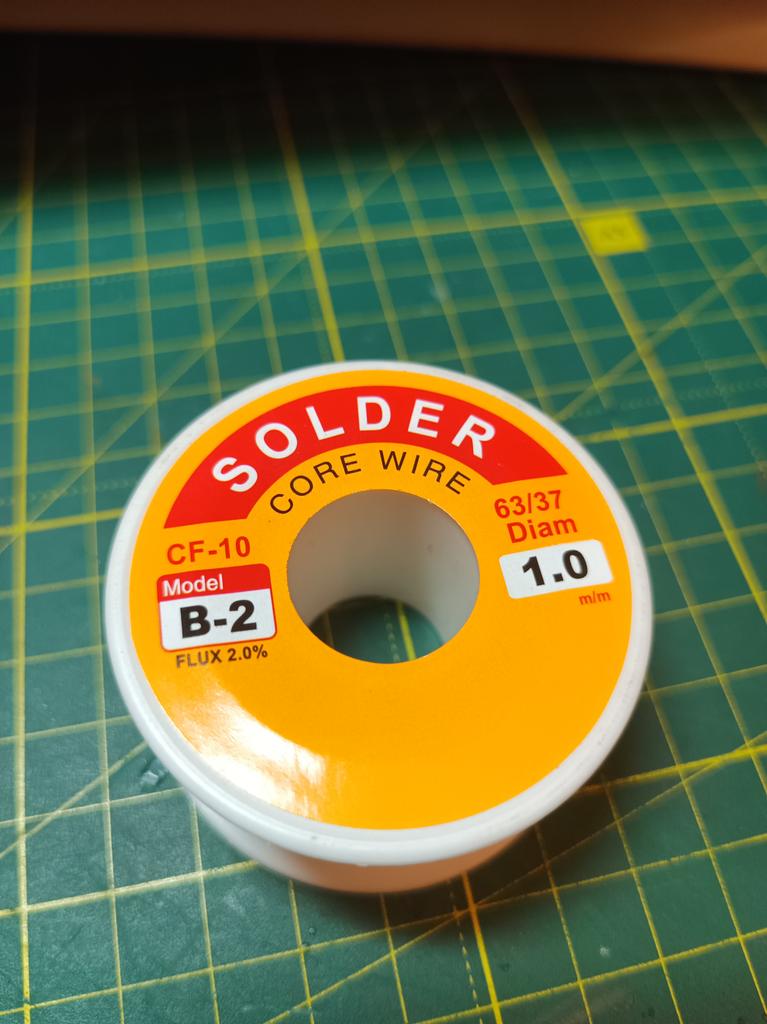 SOLDER
CORE WIRE
CF-10
Model
B-2
FLUX 2.0%
63/37
Diam
1.0
m/m